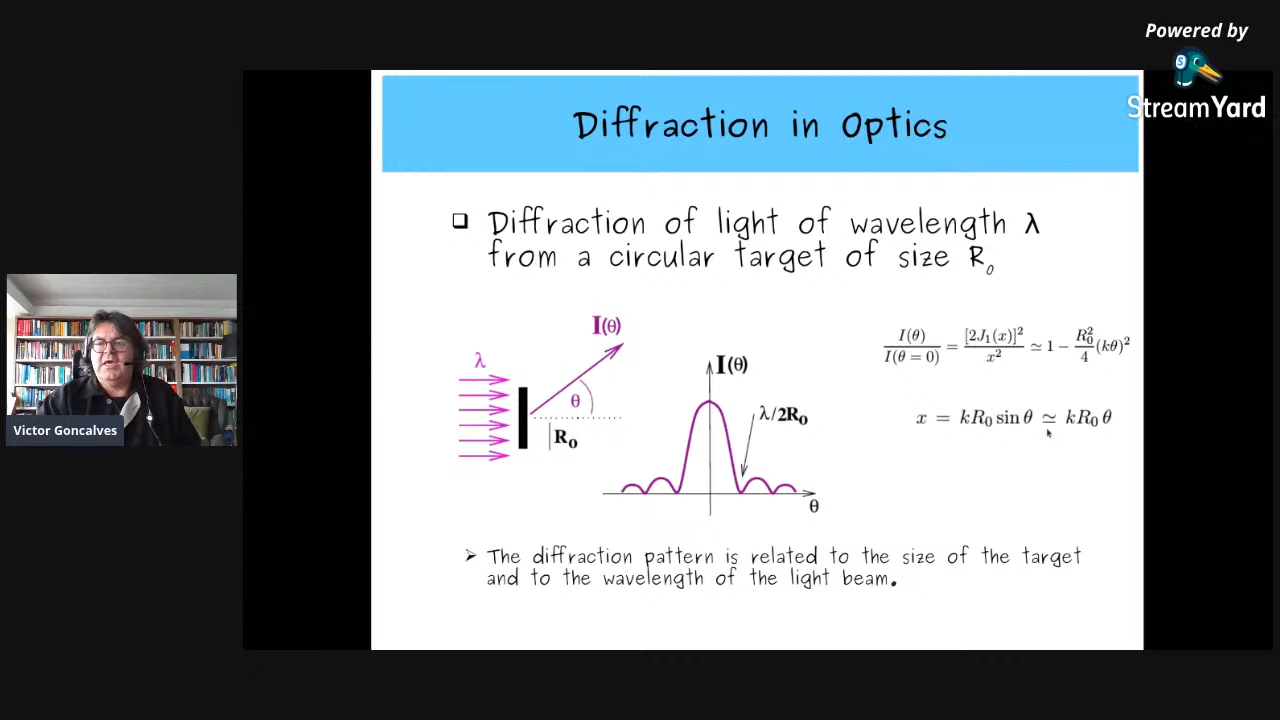 Powered by
StreamYard
Diffraction in Optics
❑ Diffraction of light of wavelength λ
from a circular target of size R₀
I(θ)
λ
θ
R₀
I(θ)
λ/2R₀
θ
I(θ)/I(θ=0) = [2J₁(x)]²/x² ≃ 1 − R₀²/4 (kθ)²
x = kR₀ sin θ ≃ kR₀ θ
➤ The diffraction pattern is related to the size of the target
and to the wavelength of the light beam.
Victor Goncalves